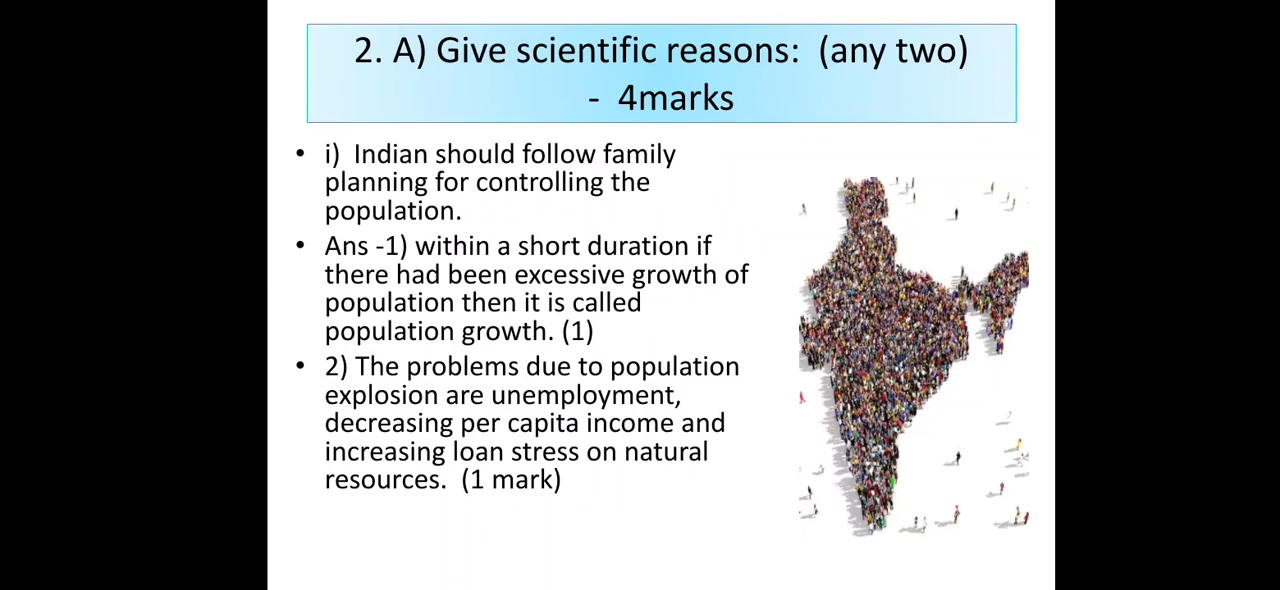 2. A) Give scientific reasons:  (any two)
-  4marks
• i)  Indian should follow family
planning for controlling the
population.
• Ans -1) within a short duration if
there had been excessive growth of
population then it is called
population growth. (1)
• 2) The problems due to population
explosion are unemployment,
decreasing per capita income and
increasing loan stress on natural
resources.  (1 mark)